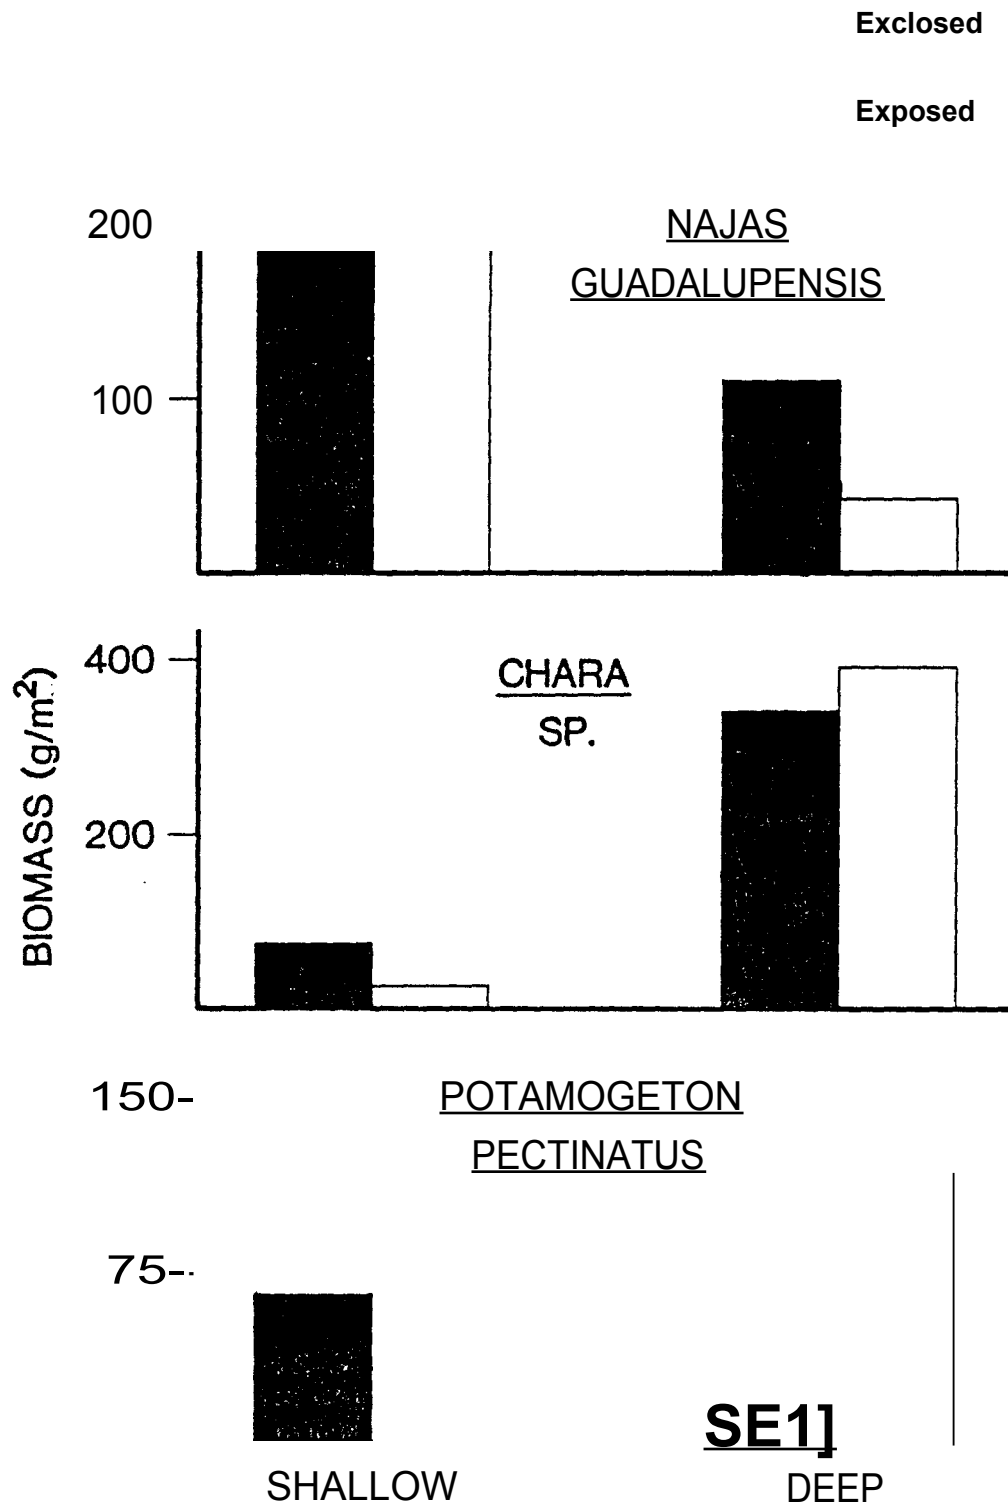 Exclosed
Exposed
200
NAJAS
GUADALUPENSIS
100
400
CHARA
SP.
BIOMASS (g/m²)
200
150-
POTAMOGETON
PECTINATUS
75-
SE1]
SHALLOW
DEEP